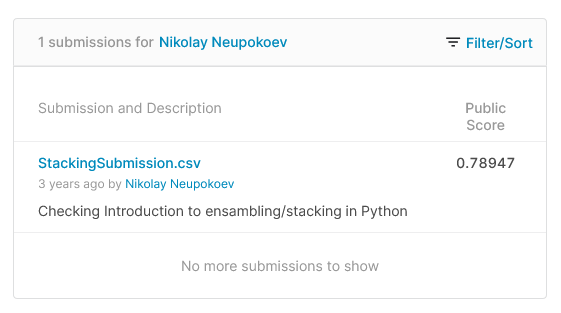 1 submissions for Nikolay Neupokoev
Filter/Sort
Submission and Description
Public
Score
StackingSubmission.csv
0.78947
3 years ago by Nikolay Neupokoev
Checking Introduction to ensambling/stacking in Python
No more submissions to show